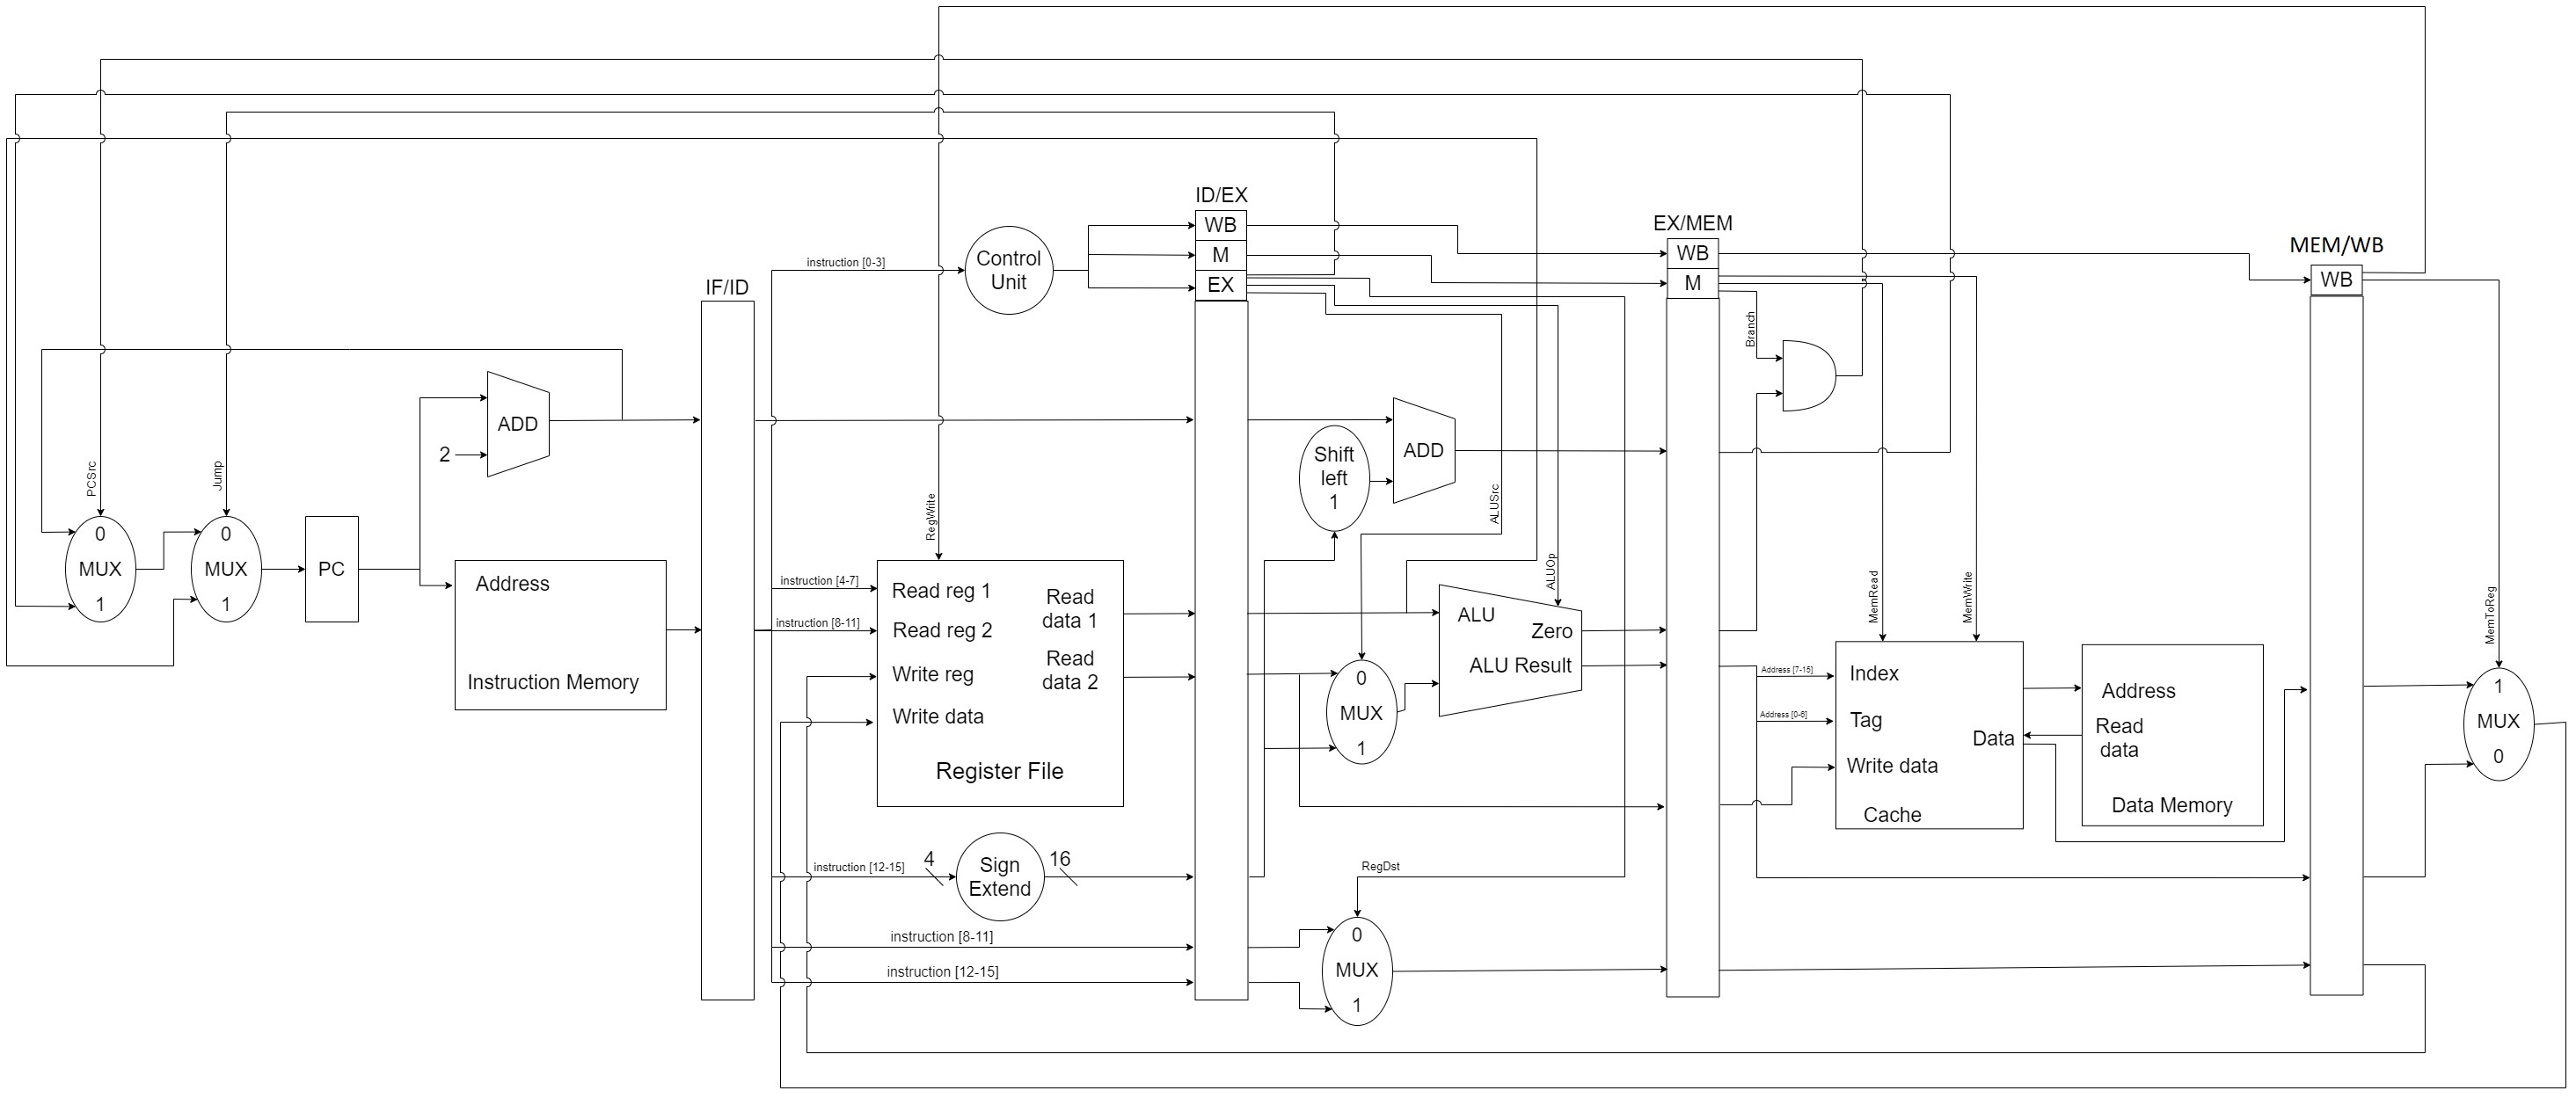 ID/EX
WB
M
EX
EX/MEM
WB
M
MEM/WB
WB
IF/ID
Control
Unit
instruction [0-3]
Branch
ADD
2
PCSrc
Jump
0
MUX
1
0
MUX
1
PC
Address
Instruction Memory
RegWrite
instruction [4-7]
instruction [8-11]
Read reg 1
Read reg 2
Write reg
Write data
Read
data 1
Read
data 2
Register File
instruction [12-15]
4
Sign
Extend
16
instruction [8-11]
instruction [12-15]
Shift
left
1
ADD
ALUSrc
ALUOp
ALU
Zero
ALU Result
0
MUX
1
RegDst
0
MUX
1
MemRead
MemWrite
Address [7-15]
Address [0-6]
Index
Tag
Write data
Data
Cache
Address
Read
data
Data Memory
MemToReg
1
MUX
0